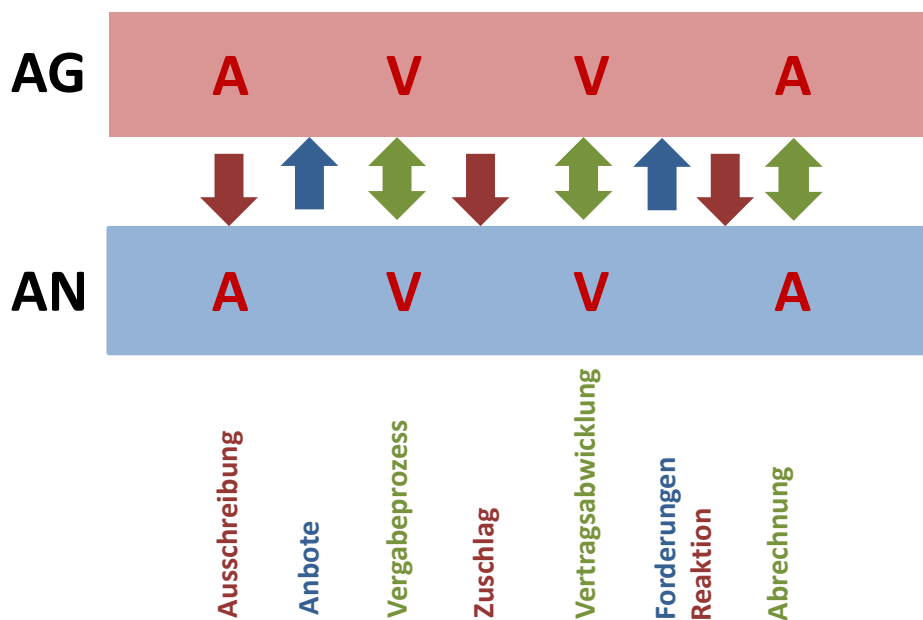 AG A V V A
AN A V V A
Ausschreibung
Anbote
Vergabeprozess
Zuschlag
Vertragsabwicklung
Forderungen
Reaktion
Abrechnung